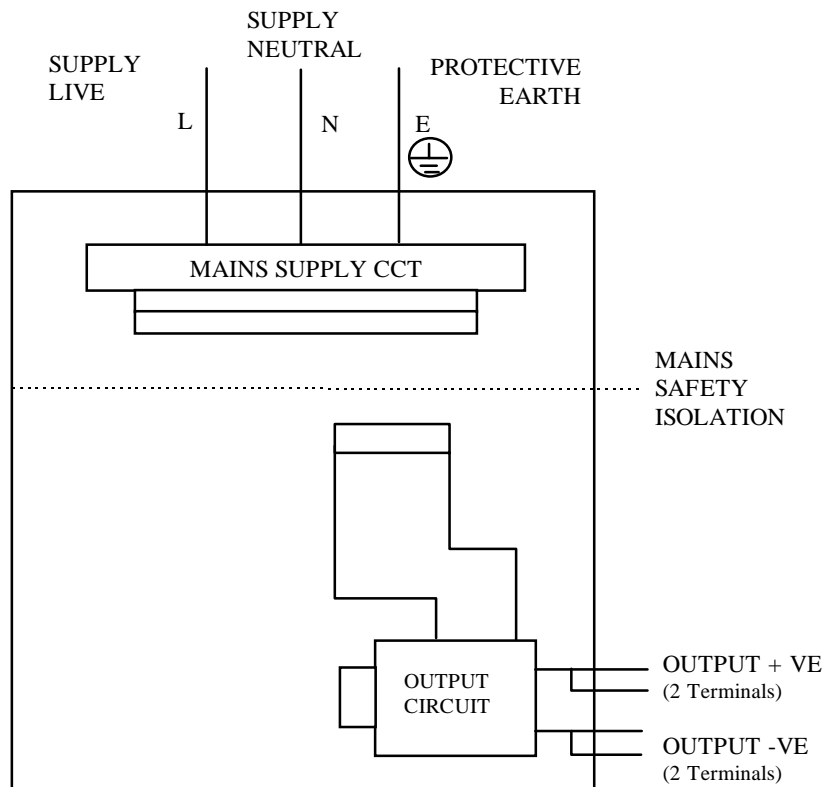 SUPPLY
NEUTRAL
SUPPLY
LIVE
PROTECTIVE
EARTH
L
N
E
MAINS SUPPLY CCT
MAINS
SAFETY
ISOLATION
OUTPUT
CIRCUIT
OUTPUT + VE
(2 Terminals)
OUTPUT -VE
(2 Terminals)